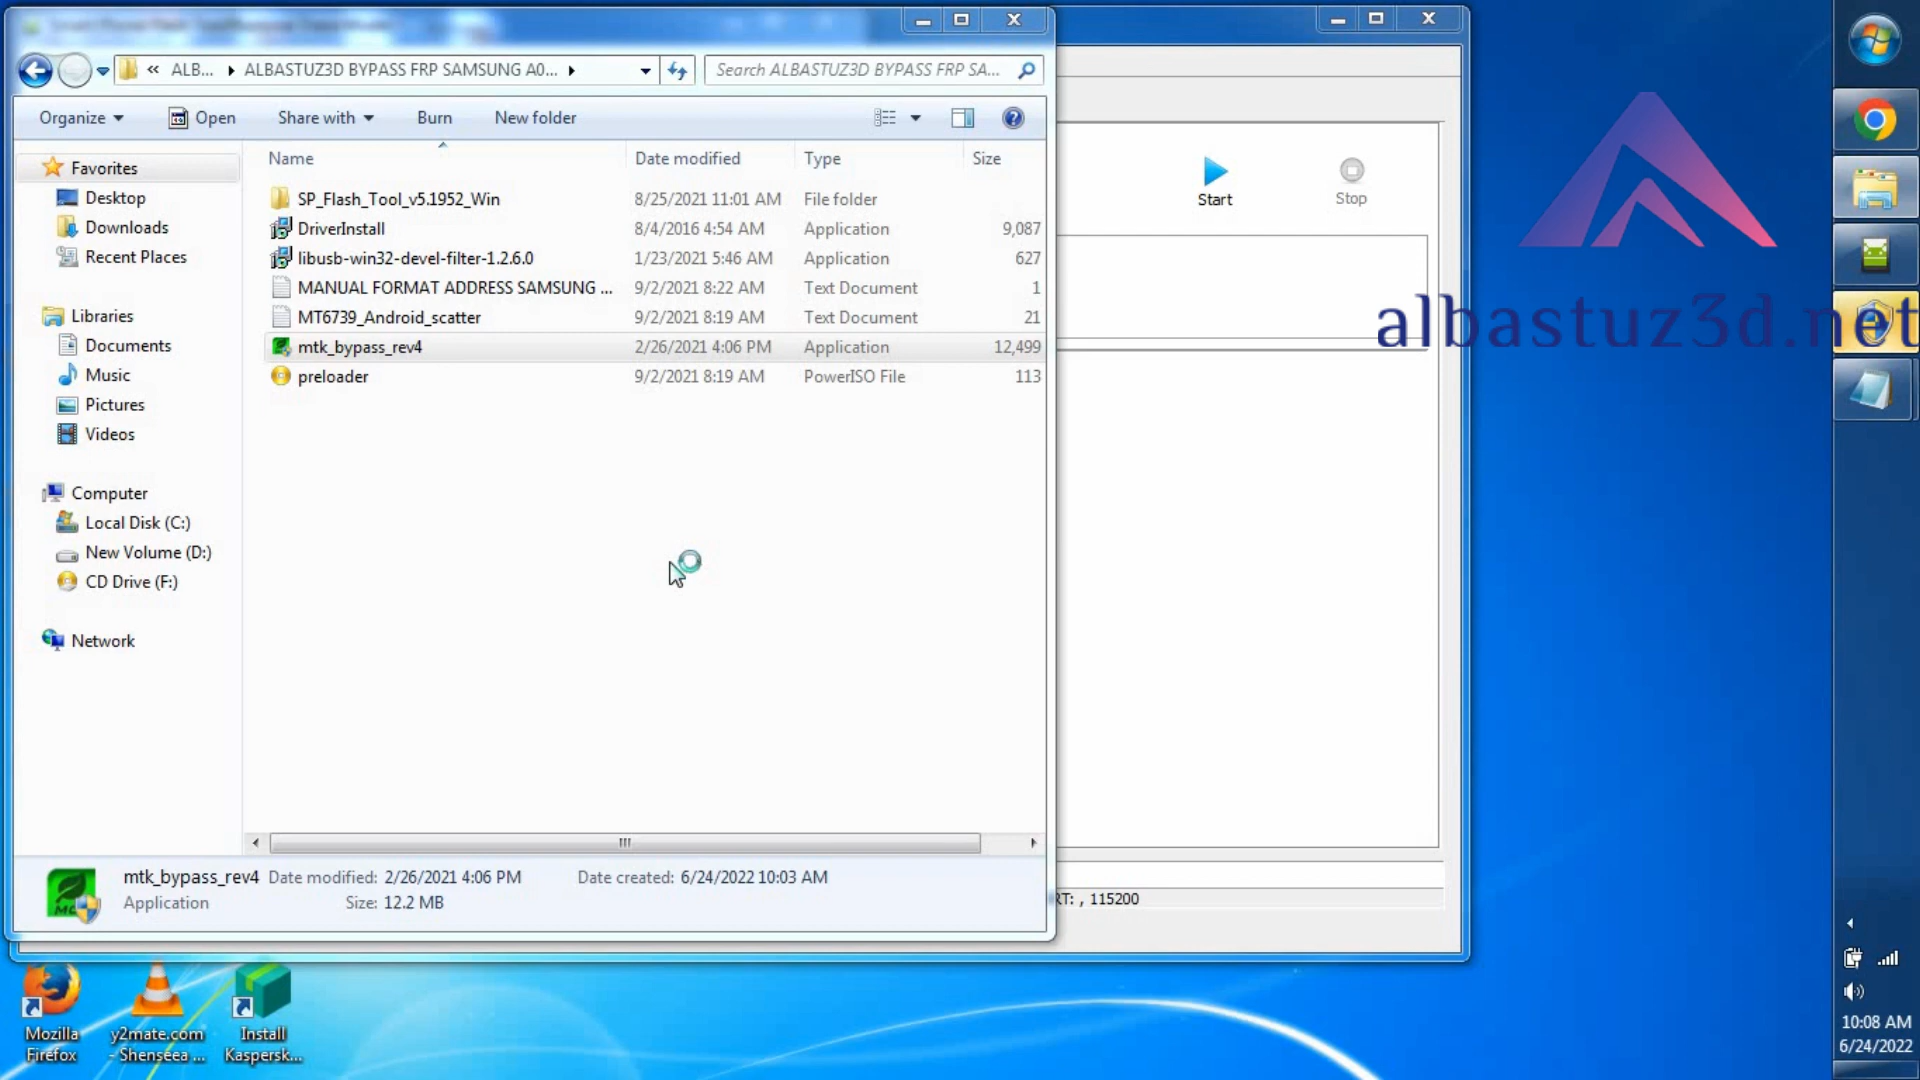 ALB...
ALBASTUZ3D BYPASS FRP SAMSUNG A0...
Search ALBASTUZ3D BYPASS FRP SA...
Organize
Open
Share with
Burn
New folder
Name
Date modified
Type
Size
SP_Flash_Tool_v5.1952_Win 8/25/2021 11:01 AM File folder
DriverInstall 8/4/2016 4:54 AM Application 9,087
libusb-win32-devel-filter-1.2.6.0 1/23/2021 5:46 AM Application 627
MANUAL FORMAT ADDRESS SAMSUNG ... 9/2/2021 8:22 AM Text Document 1
MT6739_Android_scatter 9/2/2021 8:19 AM Text Document 21
mtk_bypass_rev4 2/26/2021 4:06 PM Application 12,499
preloader 9/2/2021 8:19 AM PowerISO File 113
Favorites
Desktop
Downloads
Recent Places
Libraries
Documents
Music
Pictures
Videos
Computer
Local Disk (C:)
New Volume (D:)
CD Drive (F:)
Network
mtk_bypass_rev4 Date modified: 2/26/2021 4:06 PM Date created: 6/24/2022 10:03 AM
Application Size: 12.2 MB
Start
Stop
RT: , 115200
albastuz3d.net
Mozilla
Firefox
y2mate.com
- Shenseea ...
Install
Kaspersk...
10:08 AM
6/24/2022